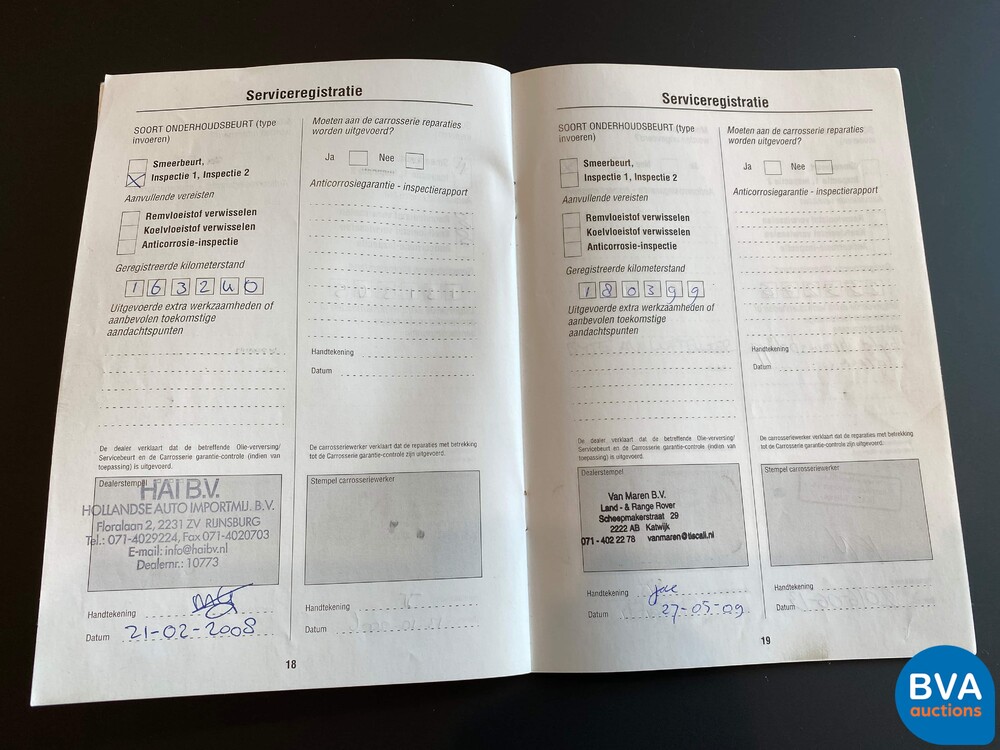 Serviceregistratie
SOORT ONDERHOUDSBEURT (type
invoeren)
Smeerbeurt,
Inspectie 1, Inspectie 2
Aanvullende vereisten
Remvloeistof verwisselen
Koelvloeistof verwisselen
Anticorrosie-inspectie
Geregistreerde kilometerstand
163240
Uitgevoerde extra werkzaamheden of
aanbevolen toekomstige
aandachtspunten
De dealer verklaart dat de betreffende Olie-verversing/
Servicebeurt en de Carrosserie garantie-controle (indien van
toepassing) is uitgevoerd.
Dealerstempel
HAI B.V.
HOLLANDSE AUTO IMPORTMIJ. B.V.
Floralaan 2, 2231 ZV RIJNSBURG
Tel.: 071-4029224, Fax 071-4020703
E-mail: info@haibv.nl
Dealernr.: 10773
Handtekening
Datum 21-02-2008
Moeten aan de carrosserie reparaties
worden uitgevoerd?
Ja Nee
Anticorrosiegarantie - inspectierapport
Handtekening
Datum
De carrosseriewerker verklaart dat de reparaties met betrekking
tot de Carrosserie garantie-controle zijn uitgevoerd.
Stempel carrosseriewerker
Handtekening
Datum
18
Serviceregistratie
SOORT ONDERHOUDSBEURT (type
invoeren)
Smeerbeurt,
Inspectie 1, Inspectie 2
Aanvullende vereisten
Remvloeistof verwisselen
Koelvloeistof verwisselen
Anticorrosie-inspectie
Geregistreerde kilometerstand
180399
Uitgevoerde extra werkzaamheden of
aanbevolen toekomstige
aandachtspunten
De dealer verklaart dat de betreffende Olie-verversing/
Servicebeurt en de Carrosserie garantie-controle (indien van
toepassing) is uitgevoerd.
Dealerstempel
Van Maren B.V.
Land - & Range Rover
Scheepmakerstraat 29
2222 AB Katwijk
071 - 402 22 78 vanmaren@tiscali.nl
Handtekening
Datum 27-05-09
Moeten aan de carrosserie reparaties
worden uitgevoerd?
Ja Nee
Anticorrosiegarantie - inspectierapport
Handtekening
Datum
De carrosseriewerker verklaart dat de reparaties met betrekking
tot de Carrosserie garantie-controle zijn uitgevoerd.
Stempel carrosseriewerker
Handtekening
Datum
19
BVA
auctions